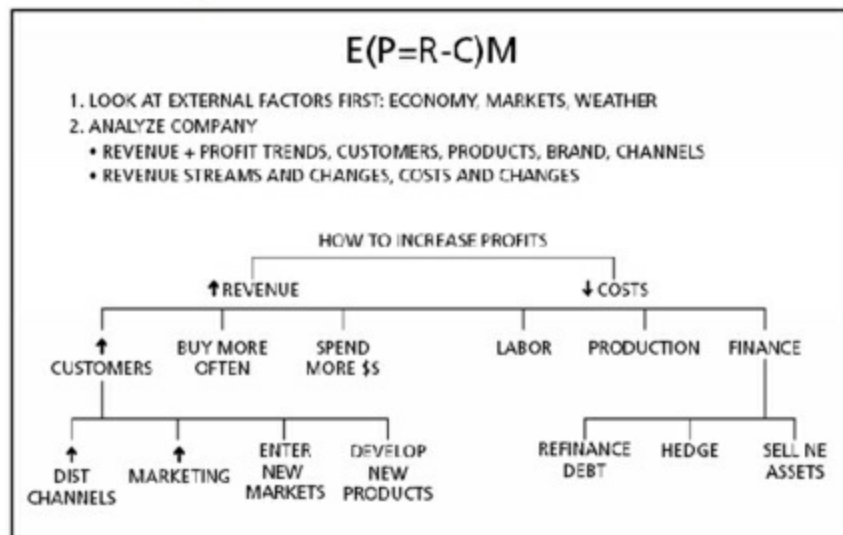 E(P=R-C)M
1. LOOK AT EXTERNAL FACTORS FIRST: ECONOMY, MARKETS, WEATHER
2. ANALYZE COMPANY
• REVENUE + PROFIT TRENDS, CUSTOMERS, PRODUCTS, BRAND, CHANNELS
• REVENUE STREAMS AND CHANGES, COSTS AND CHANGES
HOW TO INCREASE PROFITS
↑ REVENUE
↓ COSTS
↑
CUSTOMERS
BUY MORE
OFTEN
SPEND
MORE $S
LABOR
PRODUCTION
FINANCE
↑
DIST
CHANNELS
↑
MARKETING
ENTER
NEW
MARKETS
DEVELOP
NEW
PRODUCTS
REFINANCE
DEBT
HEDGE
SELL NE
ASSETS